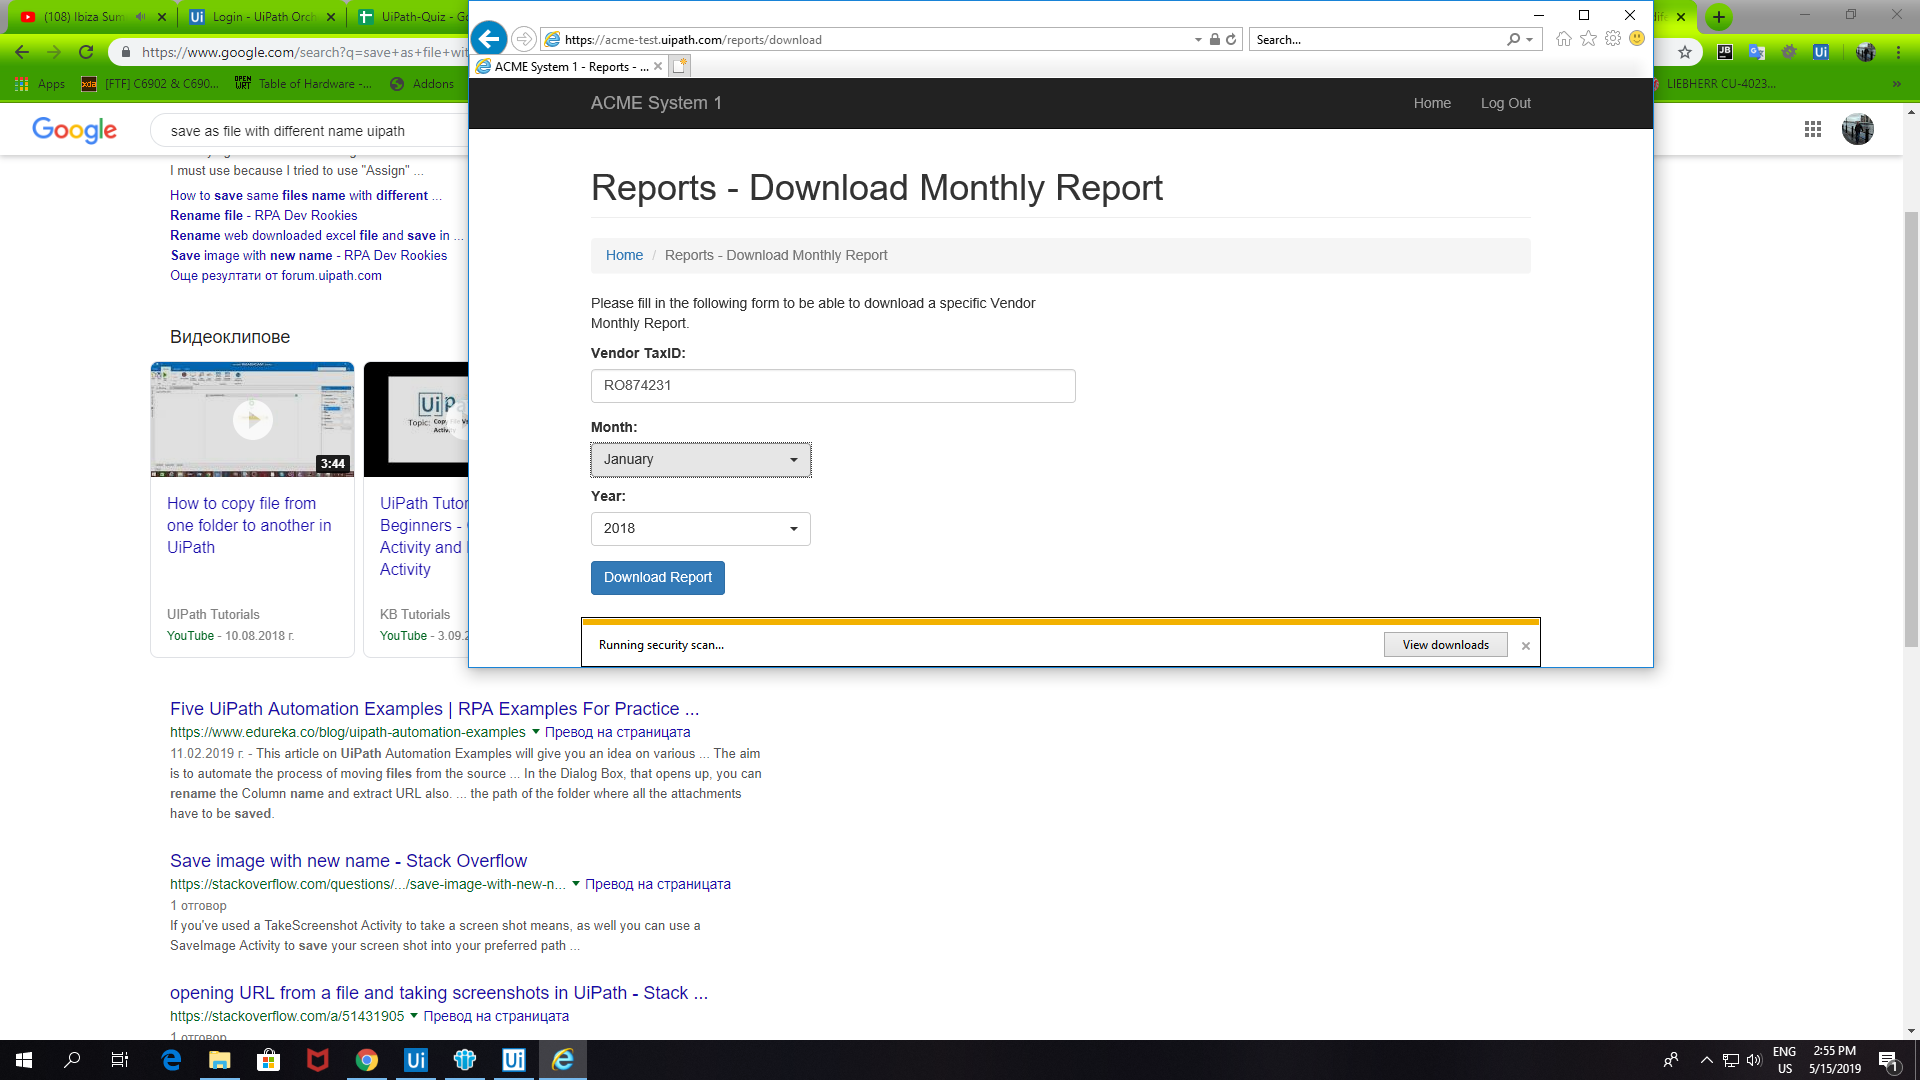 (108) Ibiza Sum
Login - UiPath Orch
UiPath-Quiz - Go
https://www.google.com/search?q=save+as+file+wit
Apps
[FTF] C6902 & C690...
Table of Hardware -...
Addons
LIEBHERR CU-4023...
Google
save as file with different name uipath
I must use because I tried to use "Assign" ...
How to save same files name with different ...
Rename file - RPA Dev Rookies
Rename web downloaded excel file and save in ...
Save image with new name - RPA Dev Rookies
Още резултати от forum.uipath.com
Видеоклипове
3:44
How to copy file from
one folder to another in
UiPath
UIPath Tutorials
YouTube - 10.08.2018 г.
UiPa
Topic:
Activity
UiPath Tutor
Beginners -
Activity and
Activity
KB Tutorials
YouTube - 3.09.2
https://acme-test.uipath.com/reports/download
Search...
ACME System 1 - Reports - ...
ACME System 1
Home
Log Out
Reports - Download Monthly Report
Home / Reports - Download Monthly Report
Please fill in the following form to be able to download a specific Vendor
Monthly Report.
Vendor TaxID:
RO874231
Month:
January
Year:
2018
Download Report
Running security scan...
View downloads
Five UiPath Automation Examples | RPA Examples For Practice ...
https://www.edureka.co/blog/uipath-automation-examples Превод на страницата
11.02.2019 г. - This article on UiPath Automation Examples will give you an idea on various ... The aim
is to automate the process of moving files from the source ... In the Dialog Box, that opens up, you can
rename the Column name and extract URL also. ... the path of the folder where all the attachments
have to be saved.
Save image with new name - Stack Overflow
https://stackoverflow.com/questions/.../save-image-with-new-n... Превод на страницата
1 отговор
If you've used a TakeScreenshot Activity to take a screen shot means, as well you can use a
SaveImage Activity to save your screen shot into your preferred path ...
opening URL from a file and taking screenshots in UiPath - Stack ...
https://stackoverflow.com/a/51431905 Превод на страницата
1 отговор
ENG
US
2:55 PM
5/15/2019
1